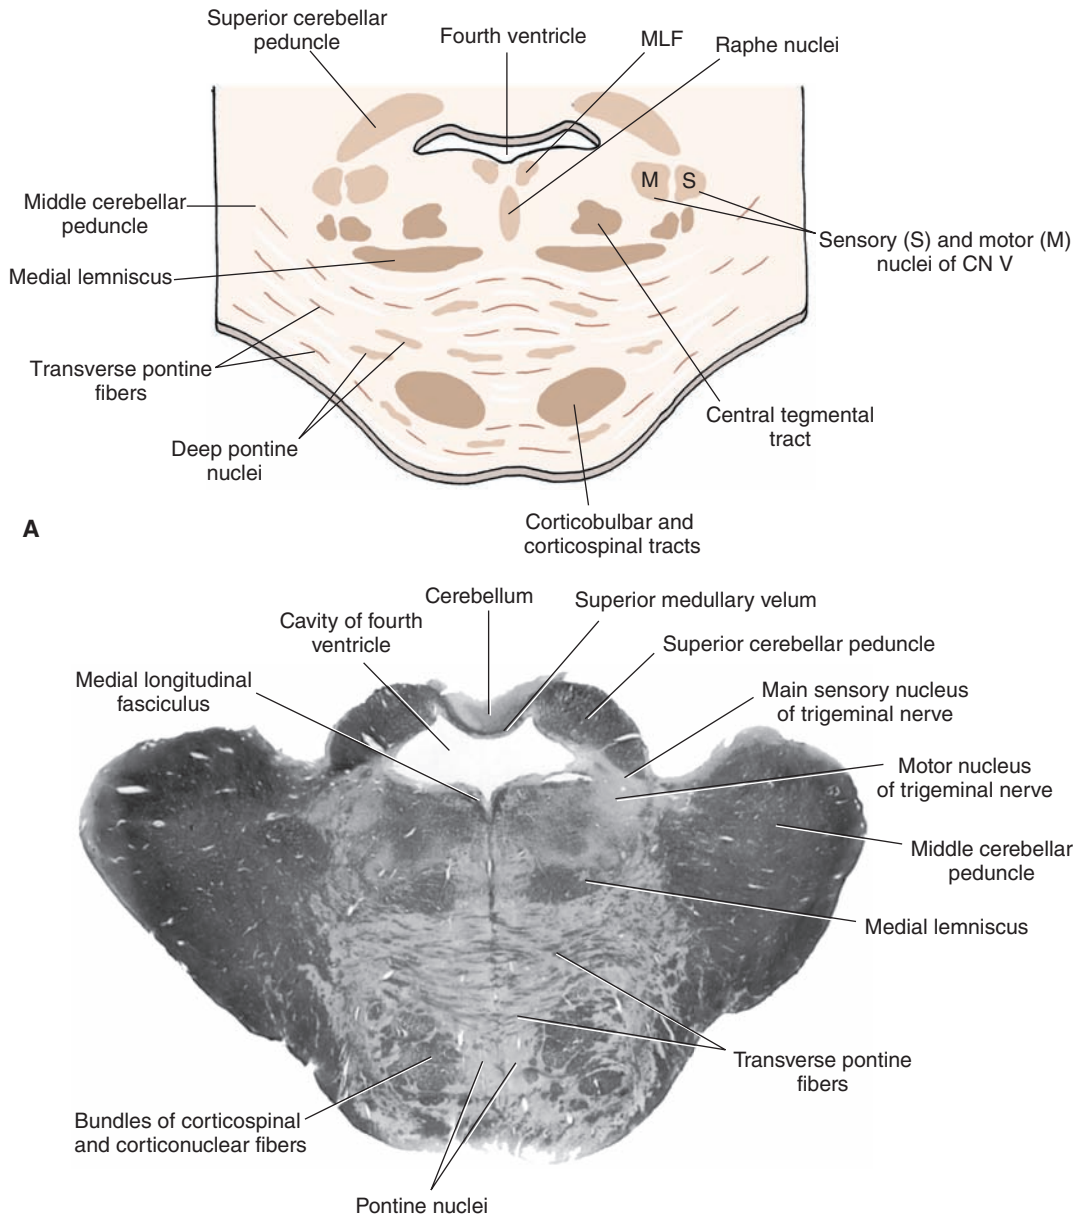 Superior cerebellar
peduncle
Fourth ventricle
MLF
Raphe nuclei
M
S
Middle cerebellar
peduncle
Sensory (S) and motor (M)
nuclei of CN V
Medial lemniscus
Transverse pontine
fibers
Central tegmental
tract
Deep pontine
nuclei
Corticobulbar and
corticospinal tracts
A
Cerebellum
Superior medullary velum
Cavity of fourth
ventricle
Superior cerebellar peduncle
Medial longitudinal
fasciculus
Main sensory nucleus
of trigeminal nerve
Motor nucleus
of trigeminal nerve
Middle cerebellar
peduncle
Medial lemniscus
Transverse pontine
fibers
Bundles of corticospinal
and corticonuclear fibers
Pontine nuclei